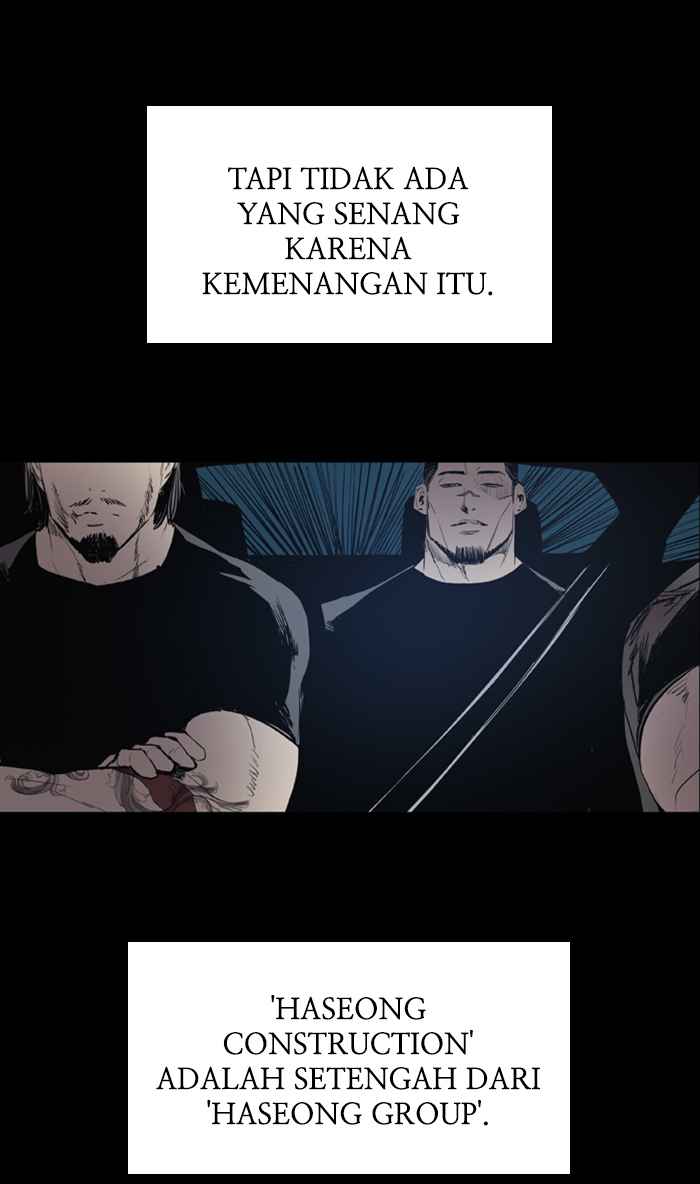 TAPI TIDAK ADA
YANG SENANG
KARENA
KEMENANGAN ITU.
'HASEONG
CONSTRUCTION'
ADALAH SETENGAH DARI
'HASEONG GROUP'.